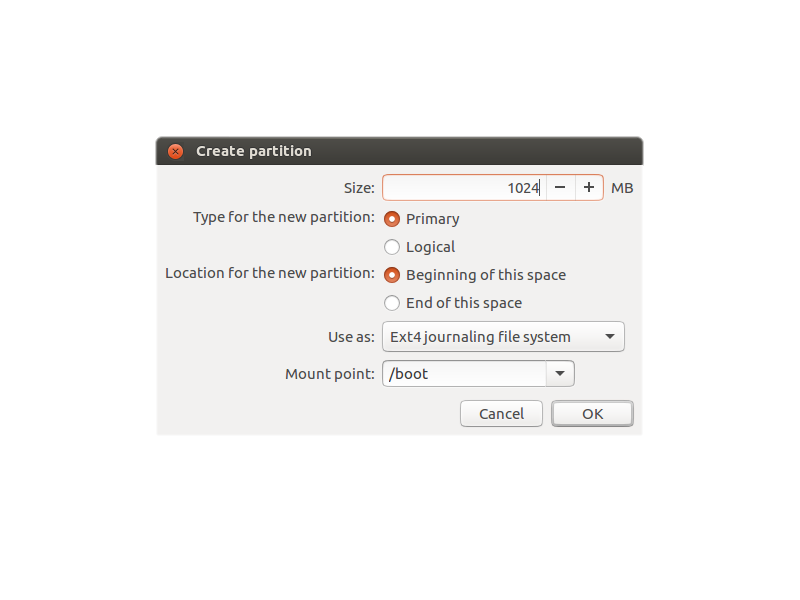 Create partition
Size: 1024 − + MB
Type for the new partition: Primary
Logical
Location for the new partition: Beginning of this space
End of this space
Use as: Ext4 journaling file system
Mount point: /boot
Cancel OK